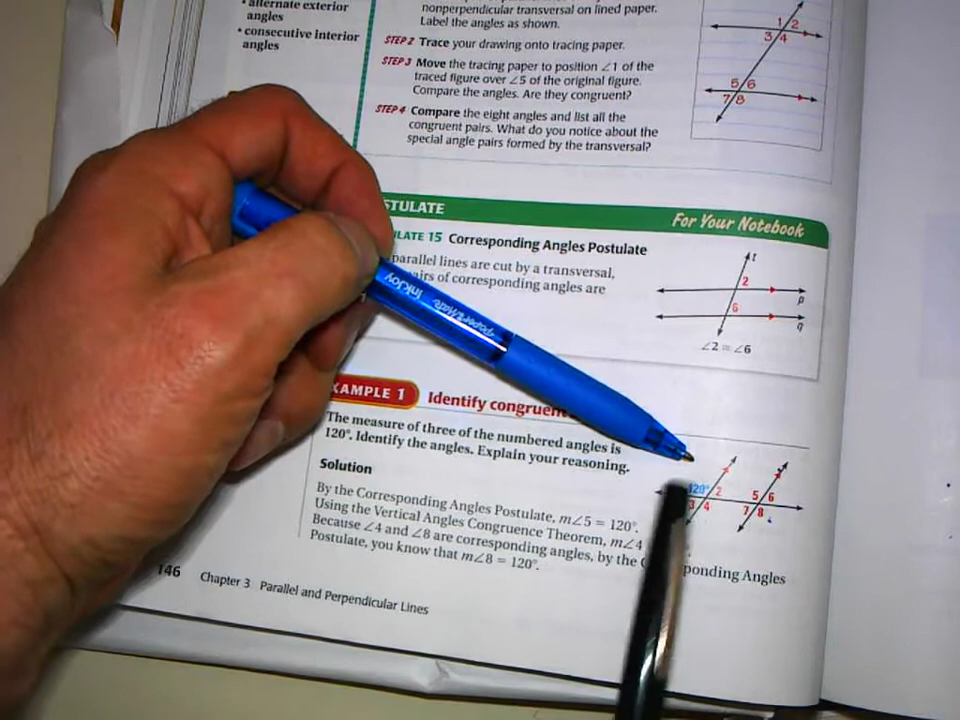 • alternate exterior
angles
• consecutive interior
angles
nonperpendicular transversal on lined paper.
Label the angles as shown.
STEP 2 Trace your drawing onto tracing paper.
STEP 3 Move the tracing paper to position ∠1 of the
traced figure over ∠5 of the original figure.
Compare the angles. Are they congruent?
STEP 4 Compare the eight angles and list all the
congruent pairs. What do you notice about the
special angle pairs formed by the transversal?
1 2
3 4
5 6
7 8
STULATE
For Your Notebook
LATE 15 Corresponding Angles Postulate
parallel lines are cut by a transversal,
airs of corresponding angles are
t
2
p
6
q
∠2 ≅ ∠6
PaperMate InkJoy
XAMPLE 1 Identify congruen
The measure of three of the numbered angles is
120°. Identify the angles. Explain your reasoning.
120° 2
3 4
5 6
7 8
Solution
By the Corresponding Angles Postulate, m∠5 = 120°.
Using the Vertical Angles Congruence Theorem, m∠4
Because ∠4 and ∠8 are corresponding angles, by the C ponding Angles
Postulate, you know that m∠8 = 120°.
146 Chapter 3 Parallel and Perpendicular Lines